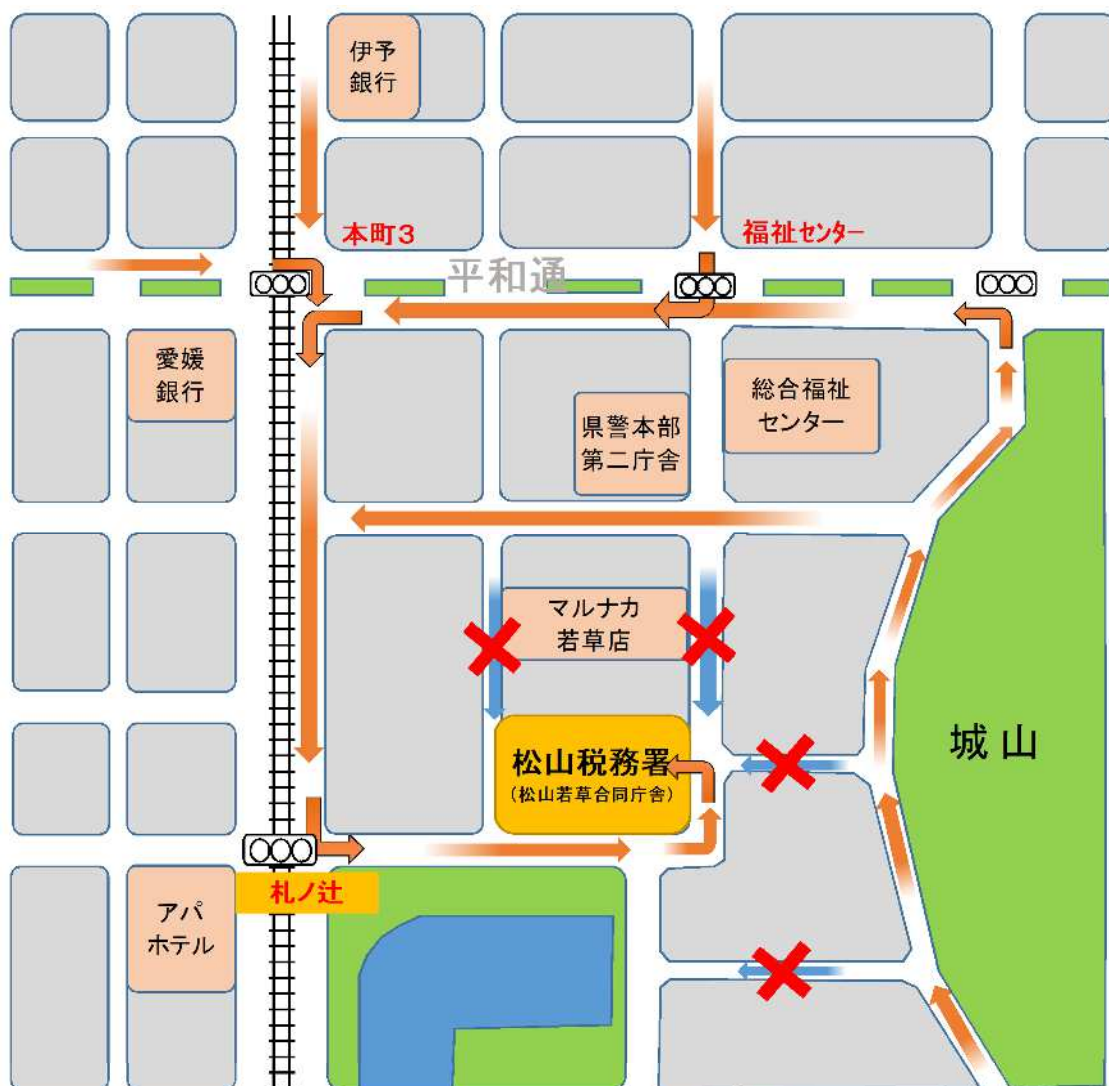 伊予
銀行
本町3
福祉センター
平和通
愛媛
銀行
総合福祉
センター
県警本部
第二庁舎
マルナカ
若草店
松山税務署
(松山若草合同庁舎)
城山
札ノ辻
アパ
ホテル